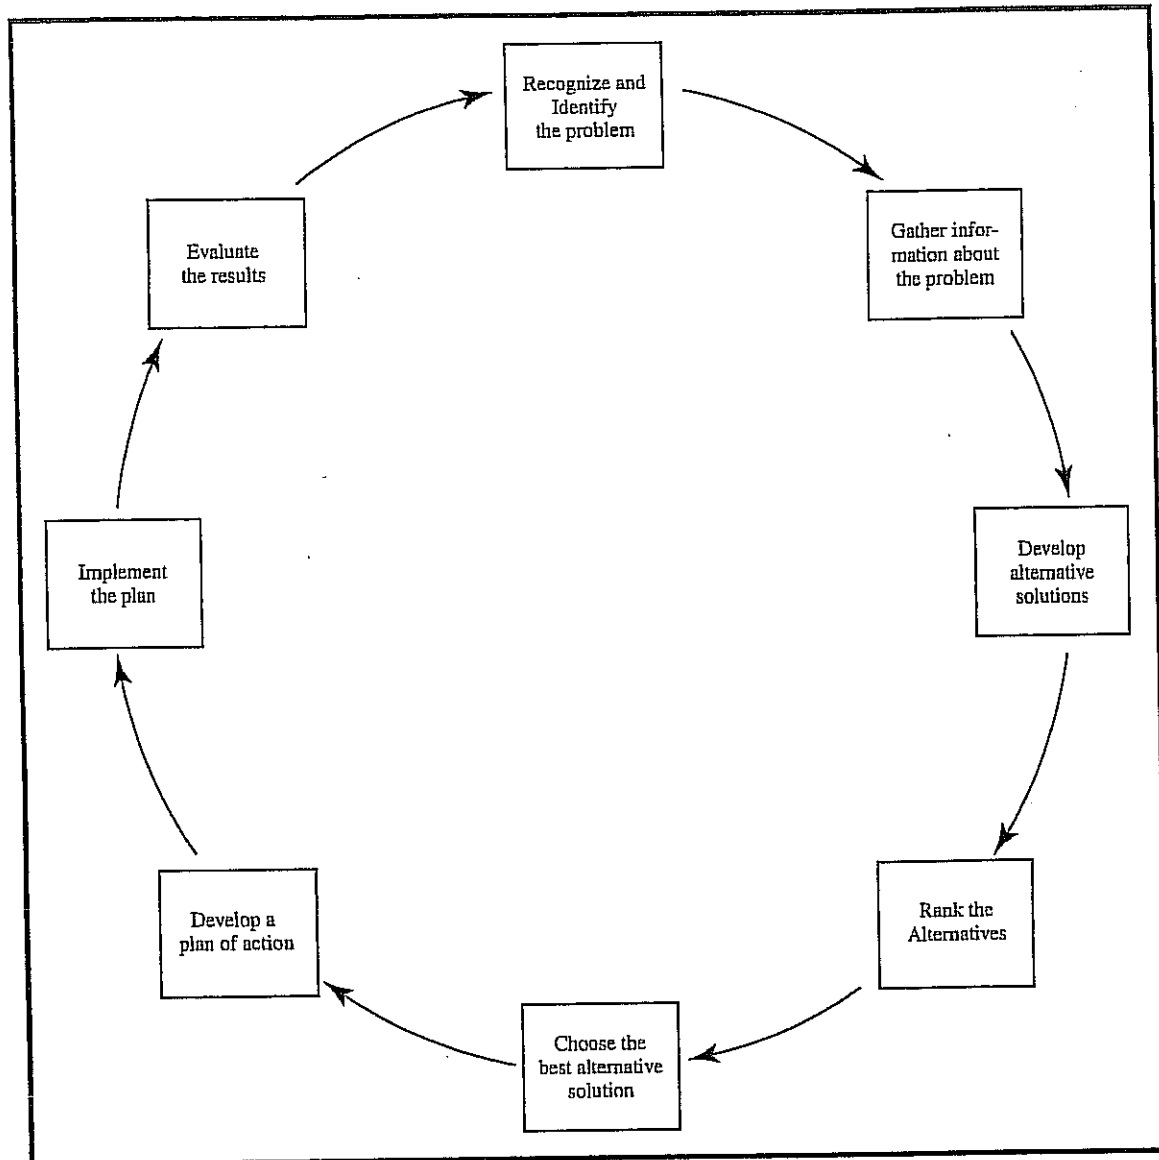 Recognize and
Identify
the problem
Gather infor-
mation about
the problem
Develop
alternative
solutions
Rank the
Alternatives
Choose the
best alternative
solution
Develop a
plan of action
Implement
the plan
Evaluate
the results